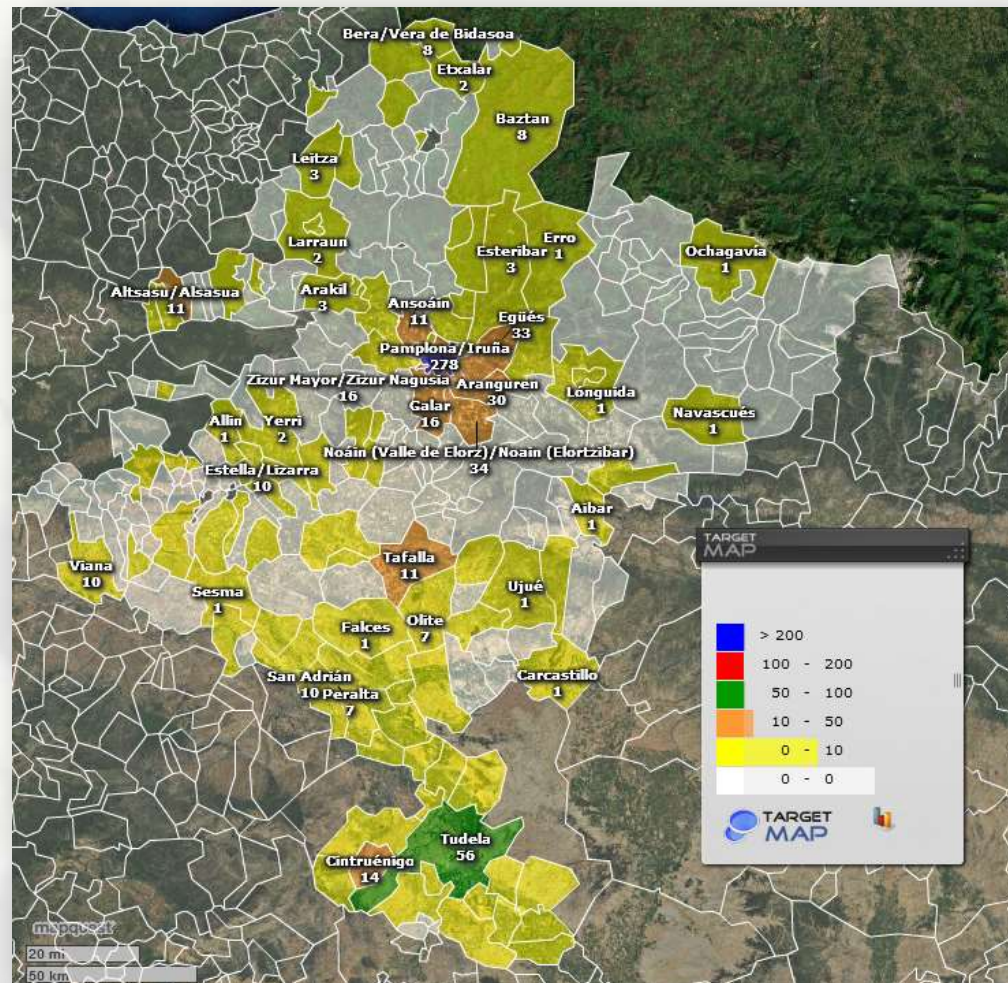 Bera/Vera de Bidasoa
8
Etxalar
2
Baztan
8
Leitza
3
Larraun
2
Erro
1
Esteribar
3
Ochagavía
1
Altsasu/Alsasua
11
Arakil
3
Ansoáin
11
Egüés
33
Pamplona/Iruña
278
Zizur Mayor/Zizur Nagusia
16
Aranguren
30
Lónguida
1
Galar
16
Navascués
1
Allín
1
Yerri
2
Noáin (Valle de Elorz)/Noain (Elortzibar)
34
Estella/Lizarra
10
Aibar
1
Viana
10
Tafalla
11
Ujué
1
Sesma
1
Olite
7
Falces
1
San Adrián
10
Peralta
7
Carcastillo
1
Tudela
56
Cintruénigo
14
TARGET
MAP
> 200
100 - 200
50 - 100
10 - 50
0 - 10
0 - 0
TARGET
MAP
mapquest
20 mi
50 km